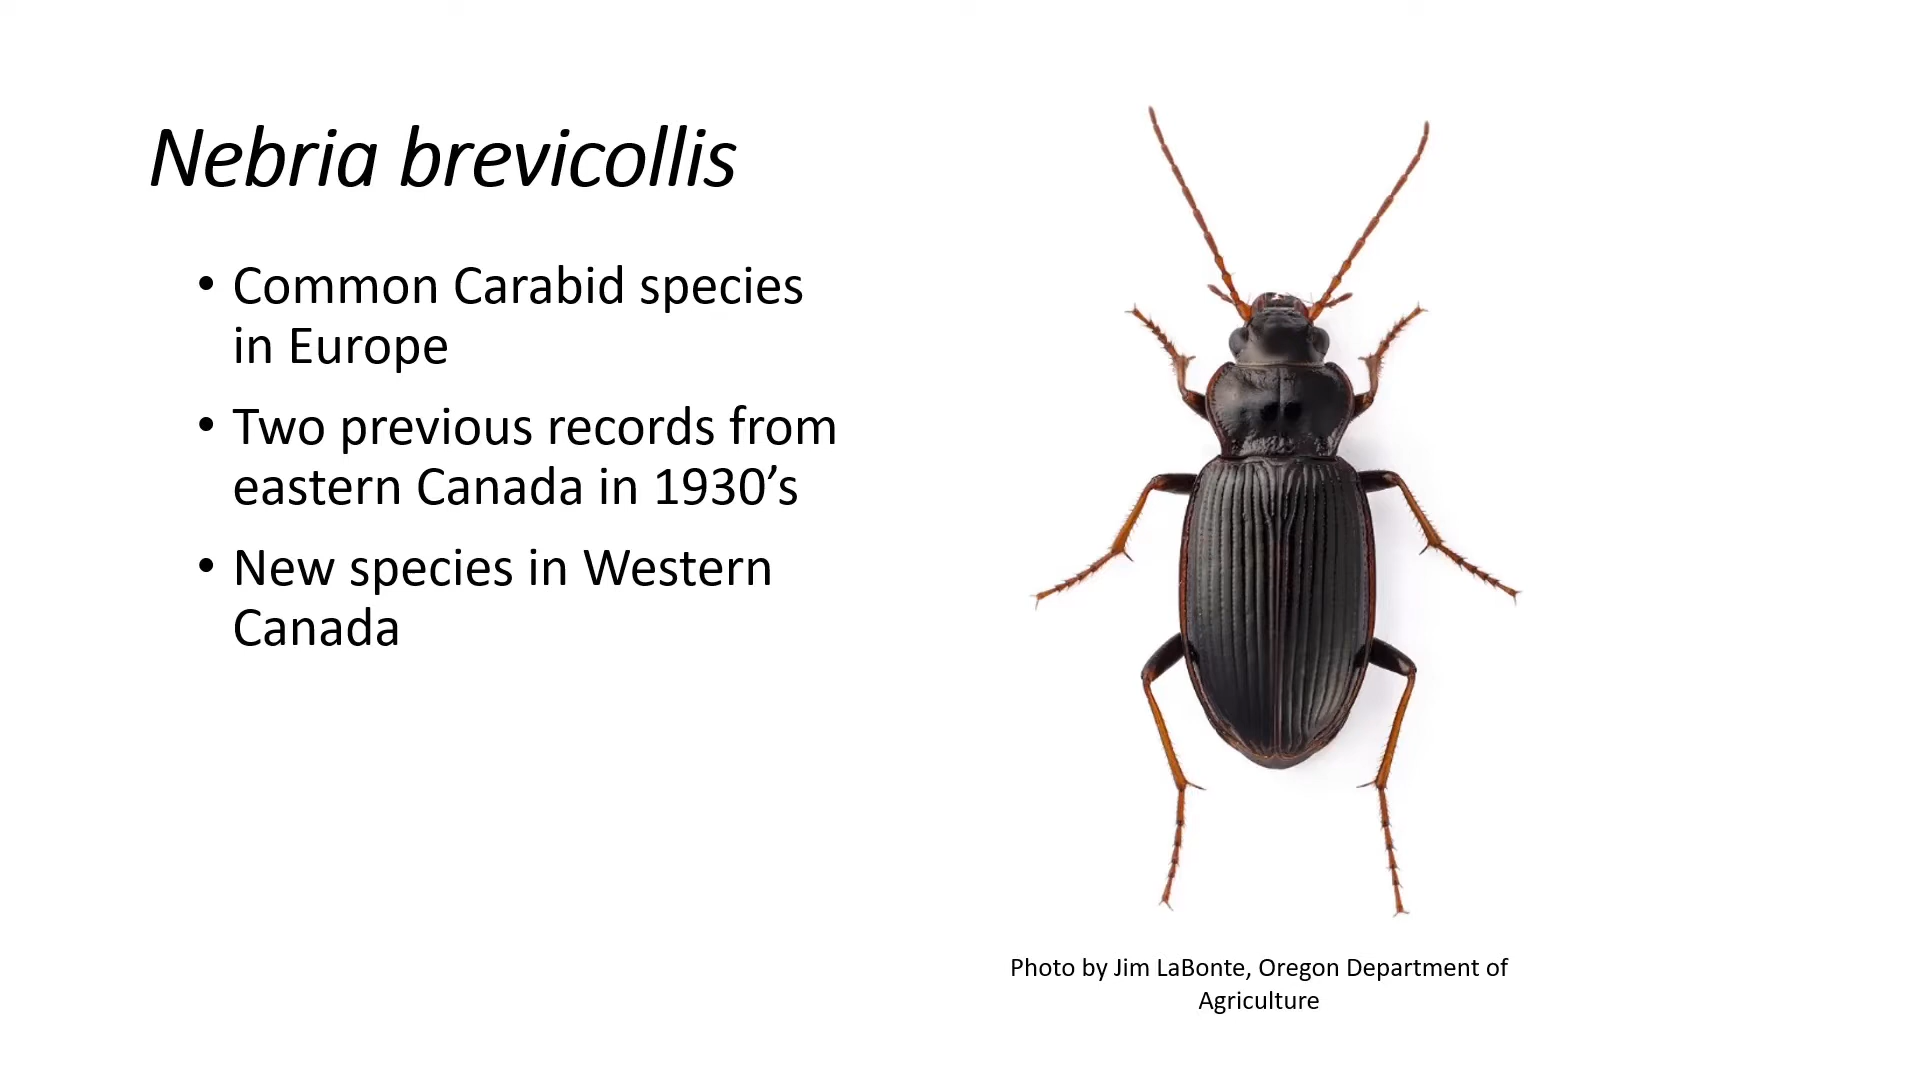 Nebria brevicollis
• Common Carabid species
in Europe
• Two previous records from
eastern Canada in 1930’s
• New species in Western
Canada
Photo by Jim LaBonte, Oregon Department of
Agriculture